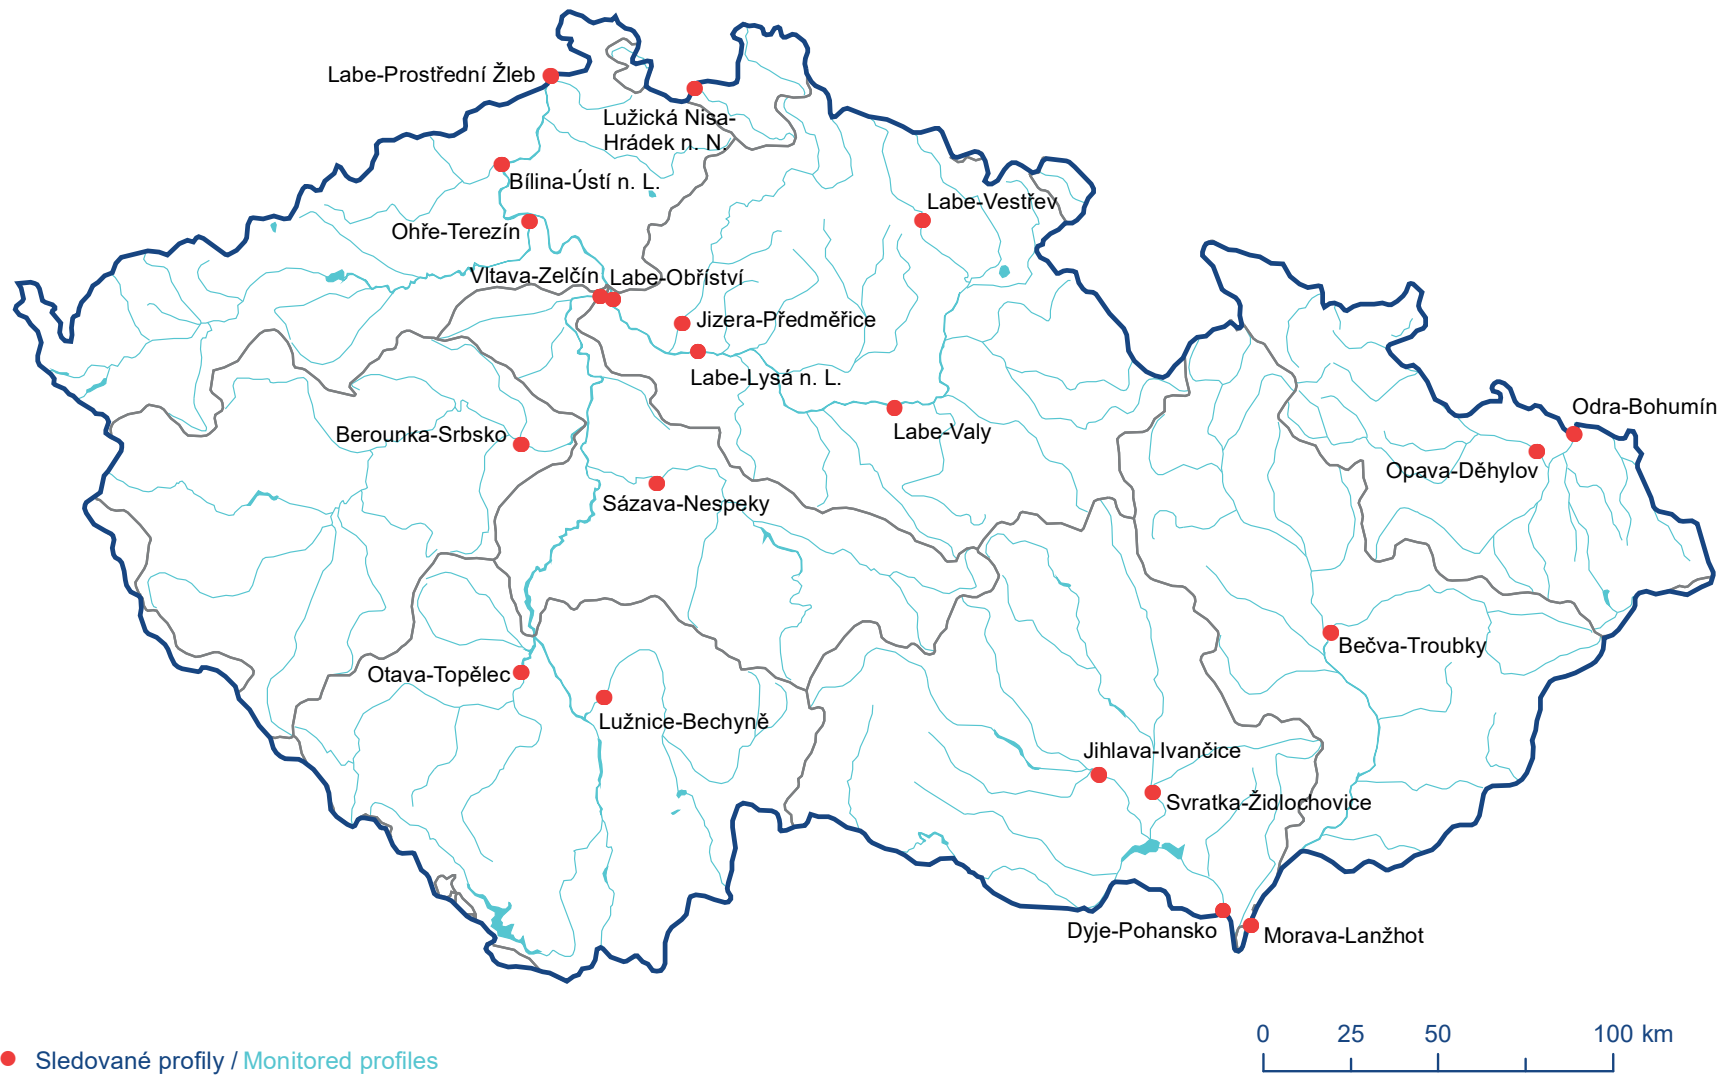 Labe-Prostřední Žleb
Lužická Nisa-
Hrádek n. N.
Bílina-Ústí n. L.
Labe-Vestřev
Ohře-Terezín
Vltava-Zelčín
Labe-Obříství
Jizera-Předměřice
Labe-Lysá n. L.
Odra-Bohumín
Labe-Valy
Berounka-Srbsko
Opava-Děhylov
Sázava-Nespeky
Bečva-Troubky
Otava-Topělec
Lužnice-Bechyně
Jihlava-Ivančice
Svratka-Židlochovice
Dyje-Pohansko
Morava-Lanžhot
0 25 50 100 km
Sledované profily / Monitored profiles